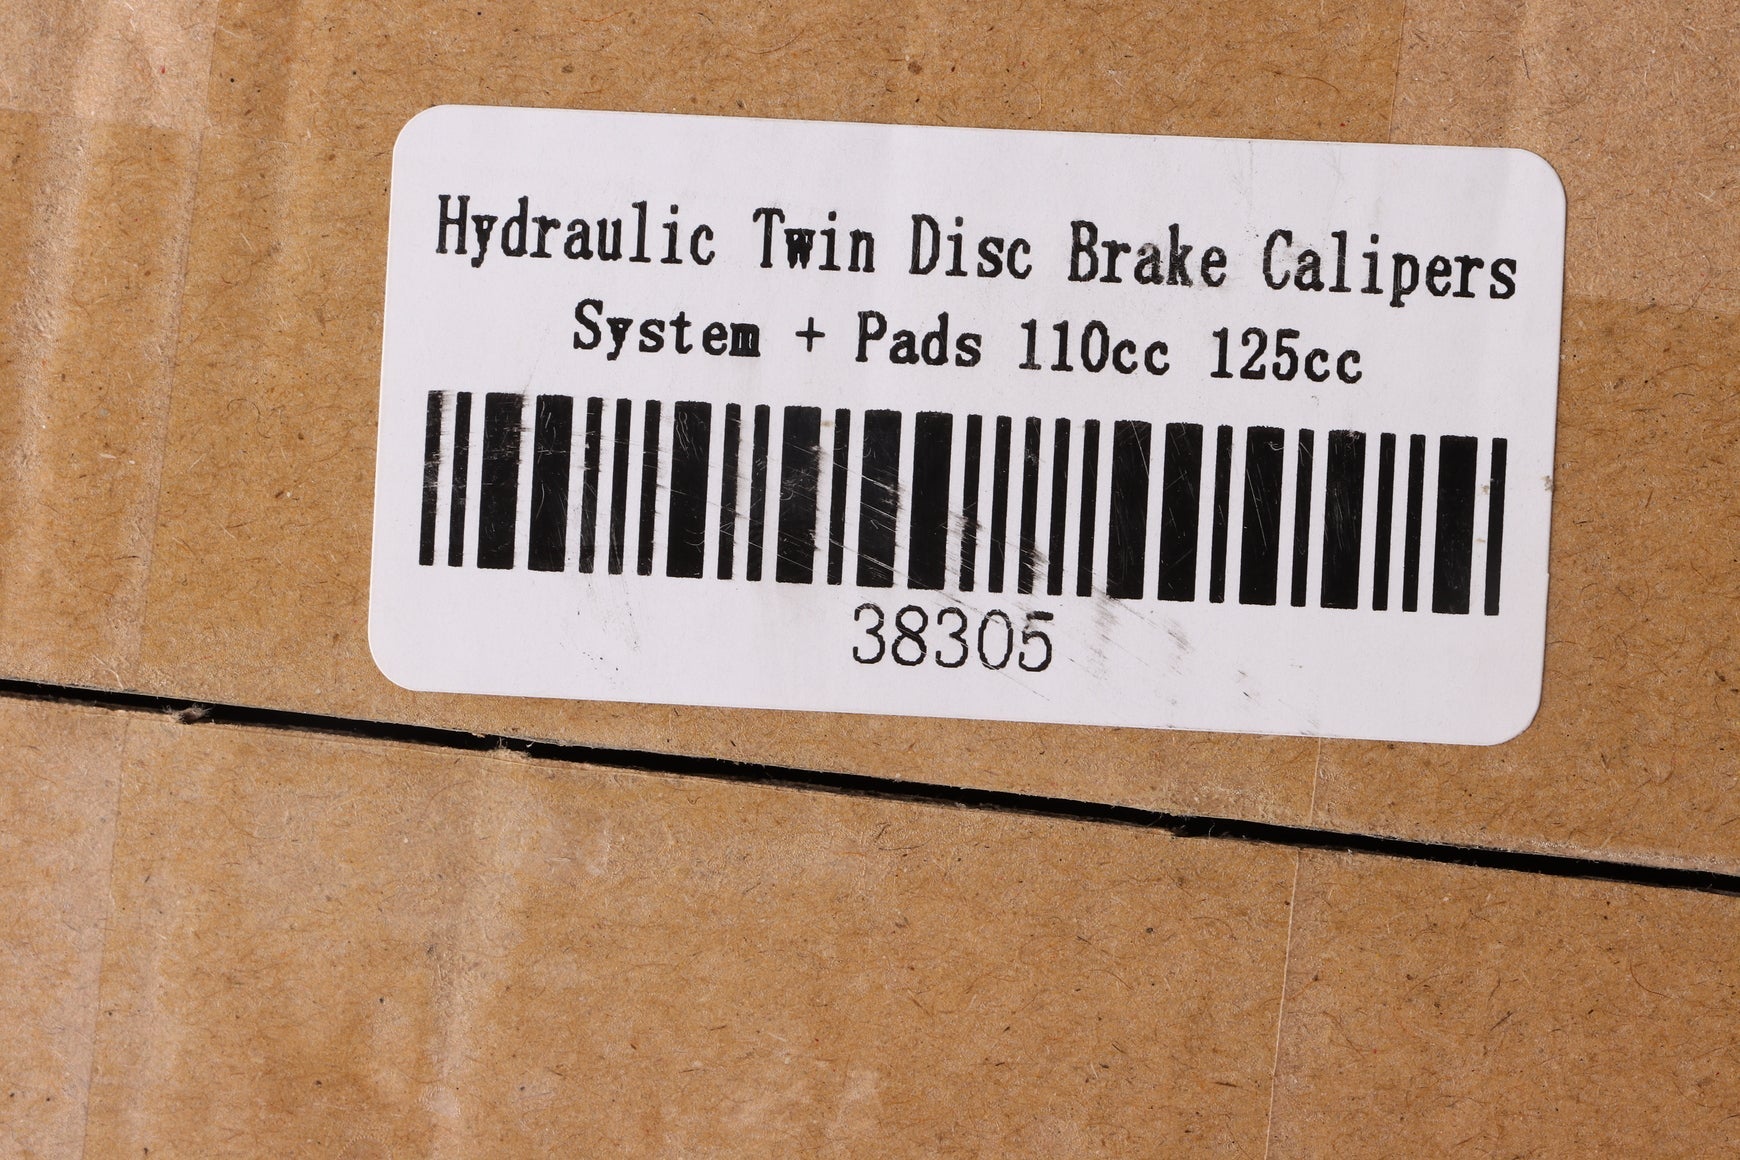 Hydraulic Twin Disc Brake Calipers
System + Pads 110cc 125cc
38305